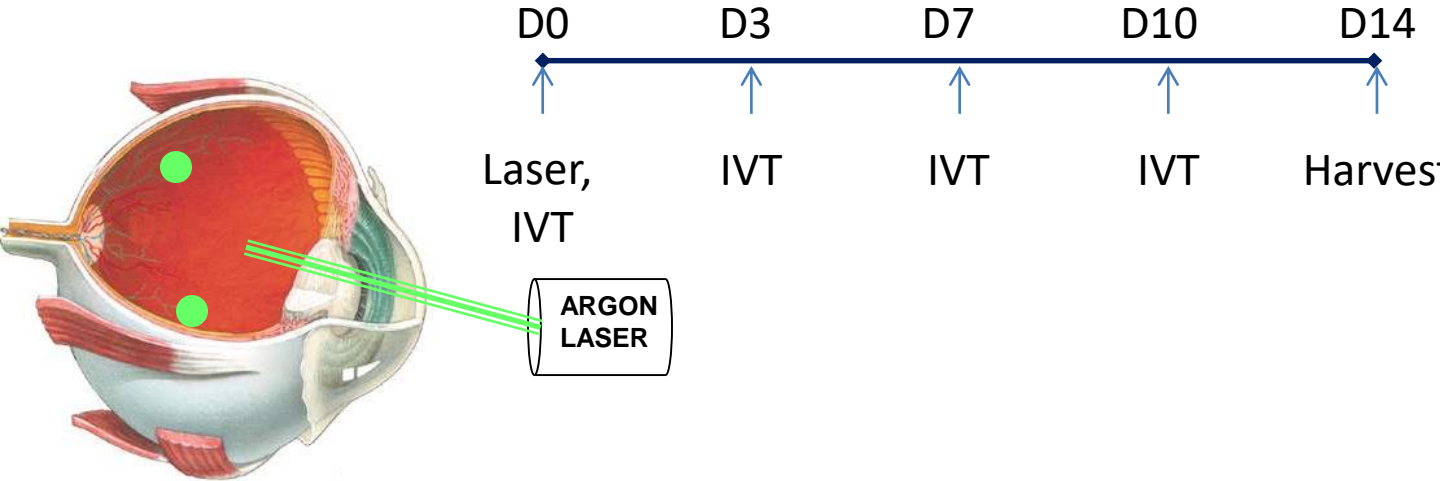 D0 D3 D7 D10 D14
Laser, IVT IVT IVT Harvest
IVT
ARGON
LASER